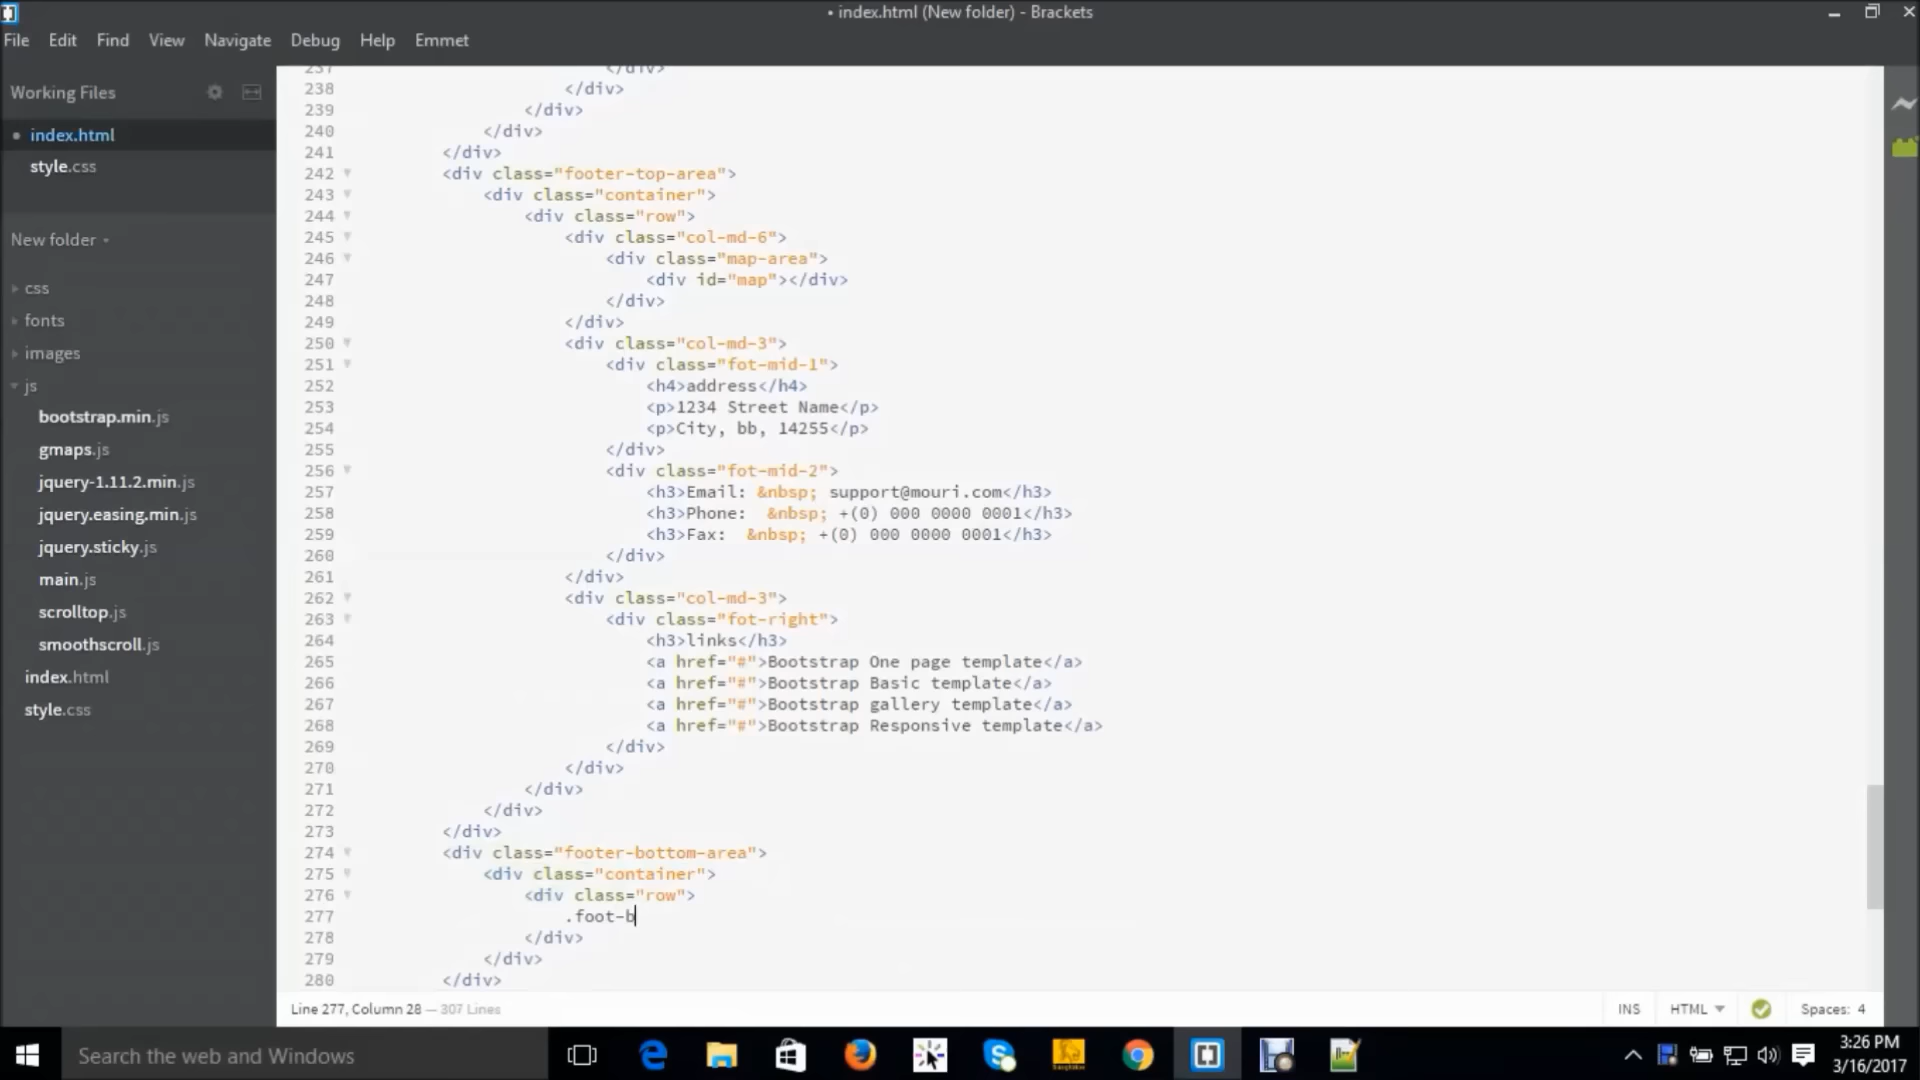 • index.html (New folder) - Brackets
File Edit Find View Navigate Debug Help Emmet
Working Files
• index.html
style.css
New folder
css
fonts
images
js
bootstrap.min.js
gmaps.js
jquery-1.11.2.min.js
jquery.easing.min.js
jquery.sticky.js
main.js
scrolltop.js
smoothscroll.js
index.html
style.css
237 </div>
238 </div>
239 </div>
240 </div>
241 </div>
242 <div class="footer-top-area">
243 <div class="container">
244 <div class="row">
245 <div class="col-md-6">
246 <div class="map-area">
247 <div id="map"></div>
248 </div>
249 </div>
250 <div class="col-md-3">
251 <div class="fot-mid-1">
252 <h4>address</h4>
253 <p>1234 Street Name</p>
254 <p>City, bb, 14255</p>
255 </div>
256 <div class="fot-mid-2">
257 <h3>Email: &nbsp; support@mouri.com</h3>
258 <h3>Phone:  &nbsp; +(0) 000 0000 0001</h3>
259 <h3>Fax:  &nbsp; +(0) 000 0000 0001</h3>
260 </div>
261 </div>
262 <div class="col-md-3">
263 <div class="fot-right">
264 <h3>links</h3>
265 <a href="#">Bootstrap One page template</a>
266 <a href="#">Bootstrap Basic template</a>
267 <a href="#">Bootstrap gallery template</a>
268 <a href="#">Bootstrap Responsive template</a>
269 </div>
270 </div>
271 </div>
272 </div>
273 </div>
274 <div class="footer-bottom-area">
275 <div class="container">
276 <div class="row">
277 .foot-b
278 </div>
279 </div>
280 </div>
Line 277, Column 28 — 307 Lines
INS HTML Spaces: 4
Search the web and Windows
3:26 PM
3/16/2017